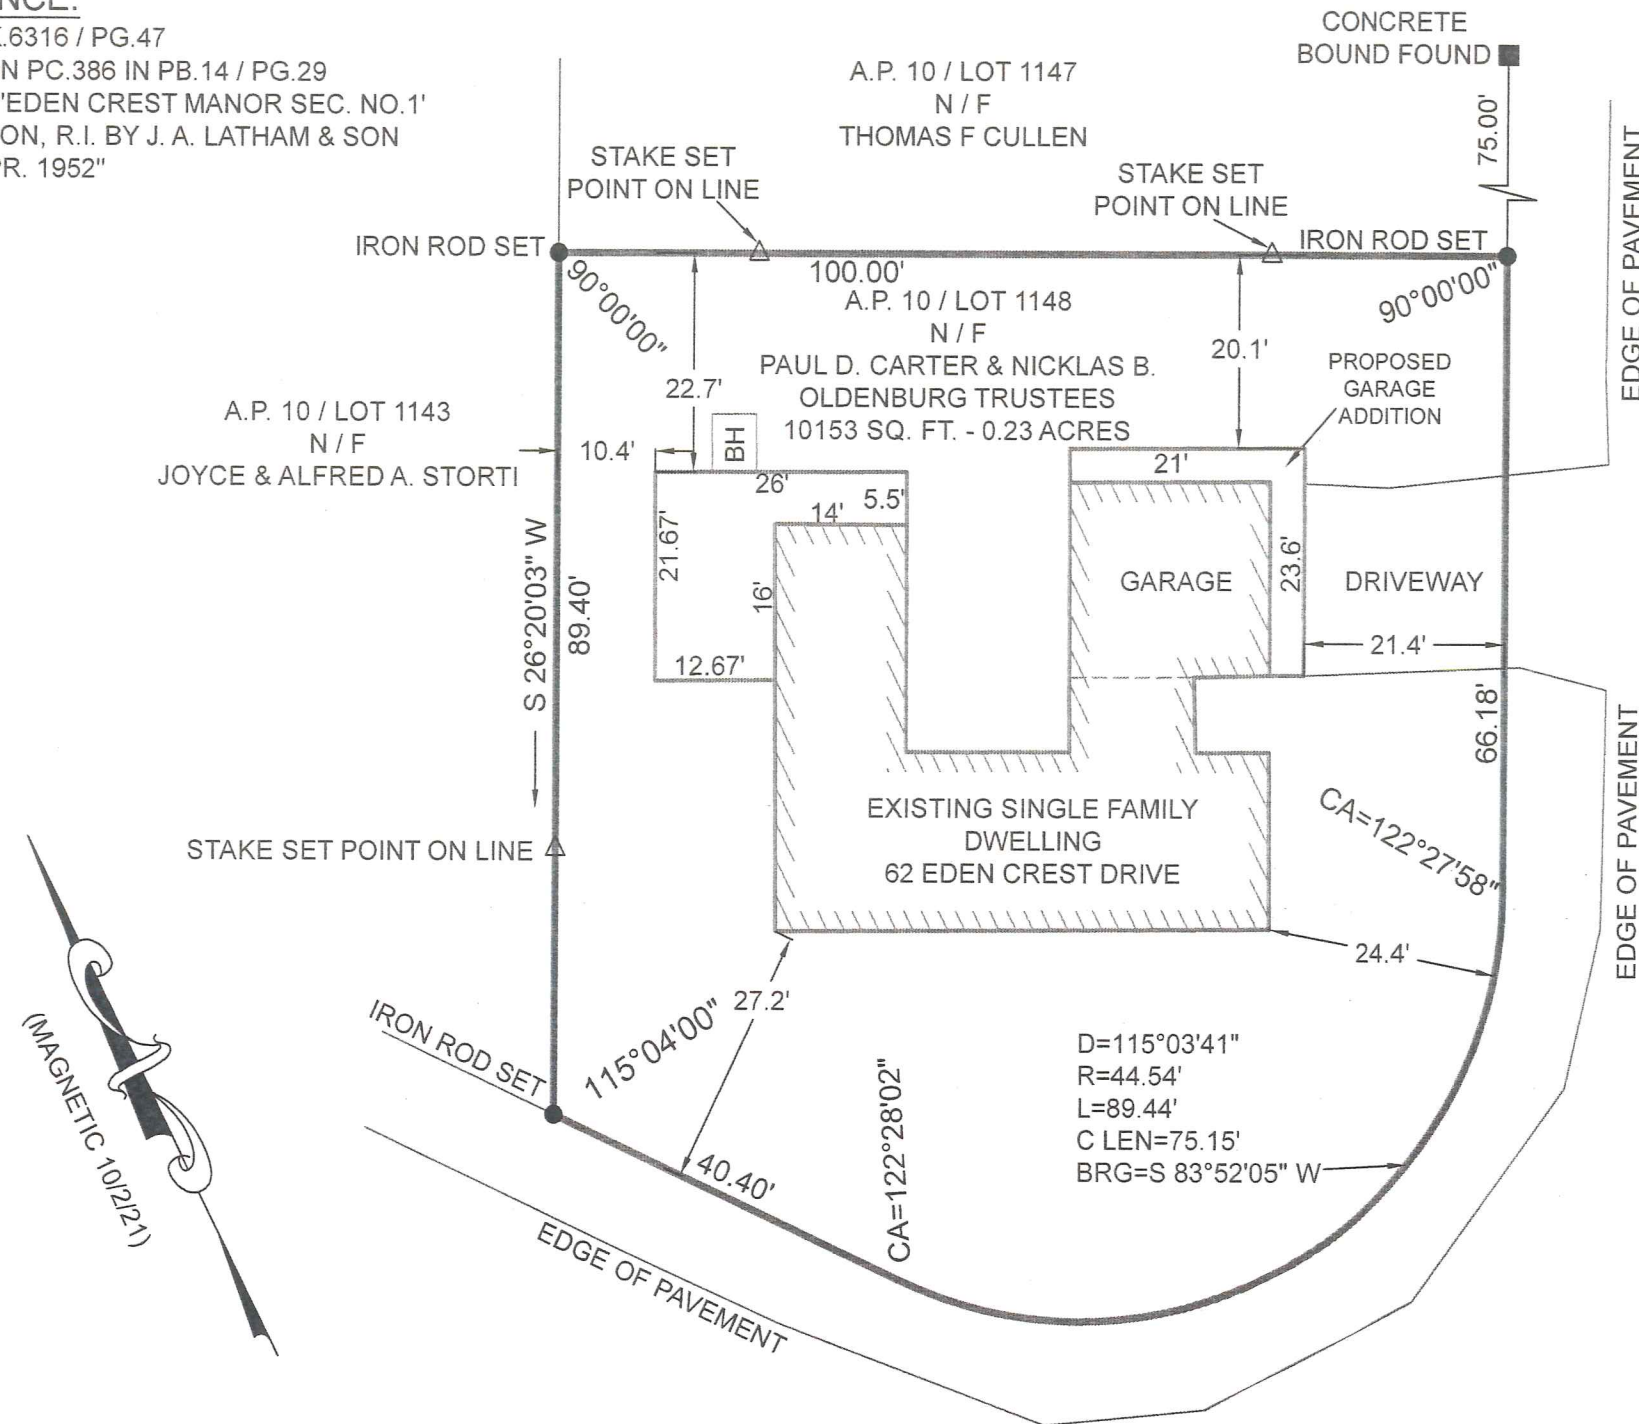 .6316 / PG.47
N PC.386 IN PB.14 / PG.29
'EDEN CREST MANOR SEC. NO.1'
ON, R.I. BY J. A. LATHAM & SON
PR. 1952"
CONCRETE
BOUND FOUND
75.00'
A.P. 10 / LOT 1147
N / F
THOMAS F CULLEN
STAKE SET
POINT ON LINE
STAKE SET
POINT ON LINE
IRON ROD SET
IRON ROD SET
EDGE OF PAVEMENT
90°00'00"
100.00'
90°00'00"
A.P. 10 / LOT 1148
N / F
PAUL D. CARTER & NICKLAS B.
OLDENBURG TRUSTEES
10153 SQ. FT. - 0.23 ACRES
22.7'
20.1'
PROPOSED
GARAGE
ADDITION
A.P. 10 / LOT 1143
N / F
JOYCE & ALFRED A. STORTI
10.4'
BH
26'
5.5'
14'
21'
21.67'
16'
12.67'
GARAGE
23.6'
DRIVEWAY
21.4'
S 26°20'03" W
89.40'
66.18'
EDGE OF PAVEMENT
EXISTING SINGLE FAMILY
DWELLING
62 EDEN CREST DRIVE
CA=122°27'58"
STAKE SET POINT ON LINE
24.4'
27.2'
IRON ROD SET
115°04'00"
(MAGNETIC 10/2/21)
D=115°03'41"
R=44.54'
L=89.44'
C LEN=75.15'
BRG=S 83°52'05" W
CA=122°28'02"
40.40'
EDGE OF PAVEMENT